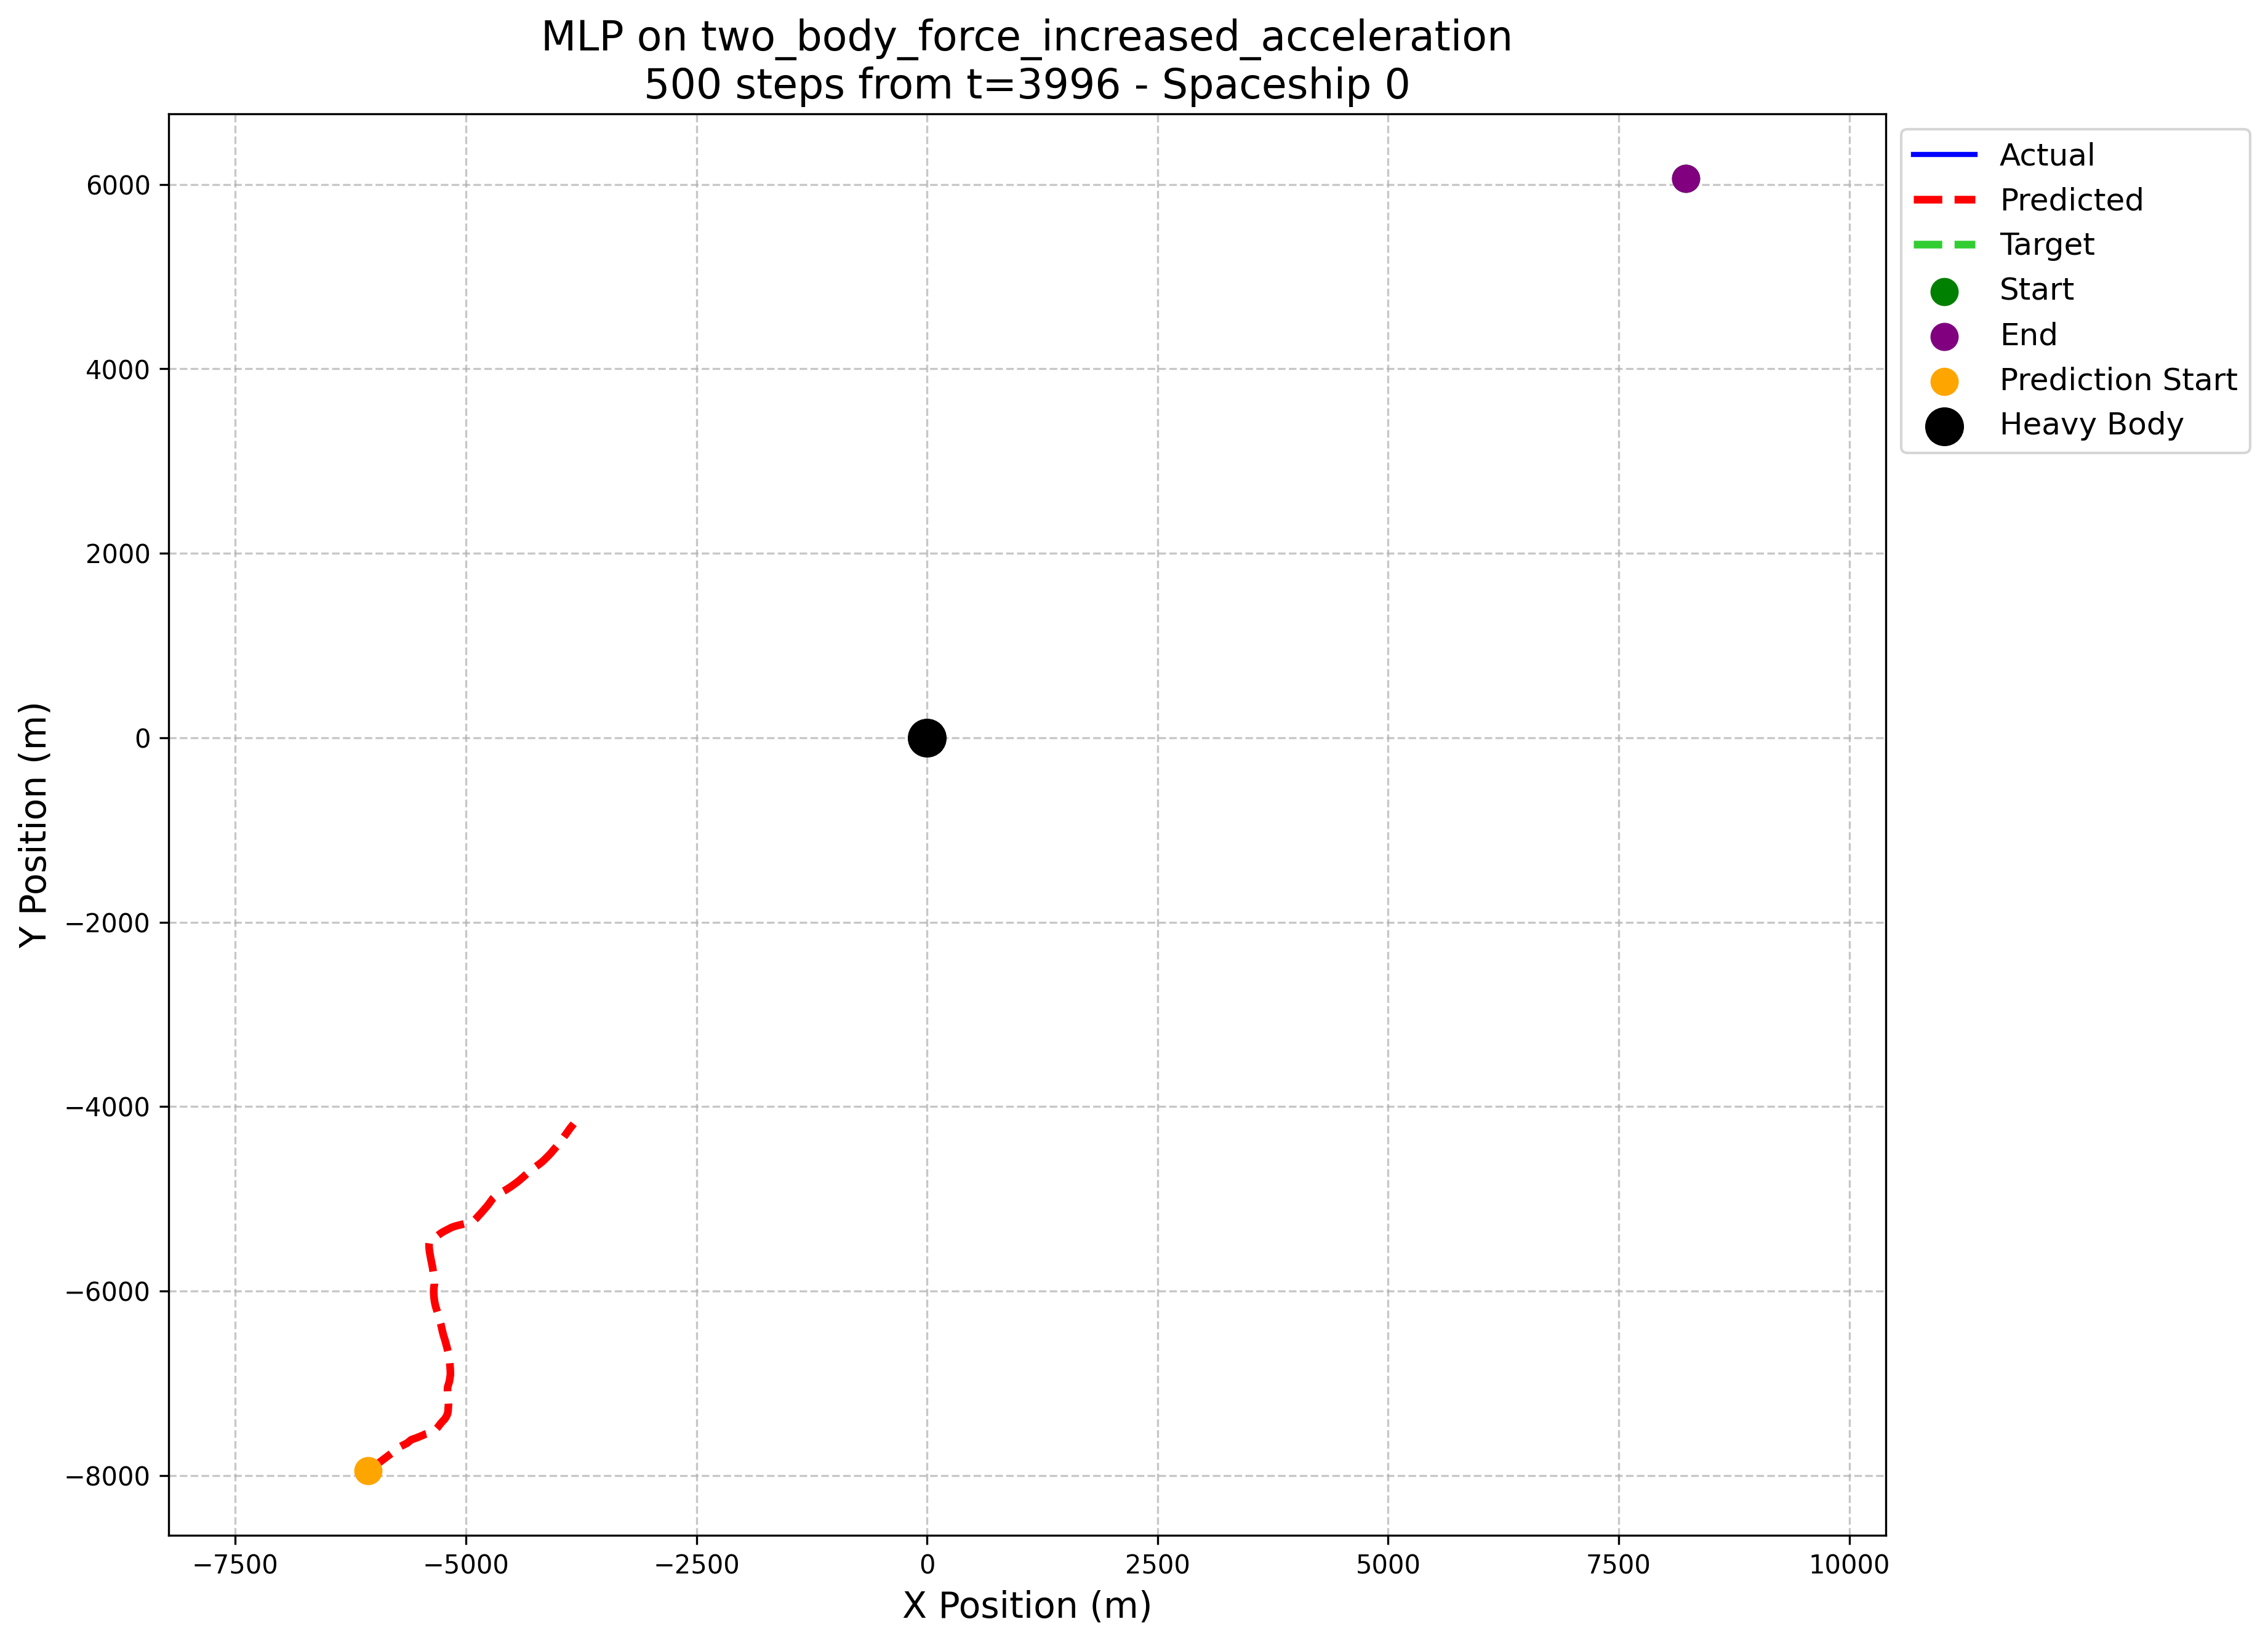 MLP on two_body_force_increased_acceleration
500 steps from t=3996 - Spaceship 0
Actual
Predicted
Target
Start
End
Prediction Start
Heavy Body
Y Position (m)
6000
4000
2000
0
−2000
−4000
−6000
−8000
−7500
−5000
−2500
0
2500
5000
7500
10000
X Position (m)